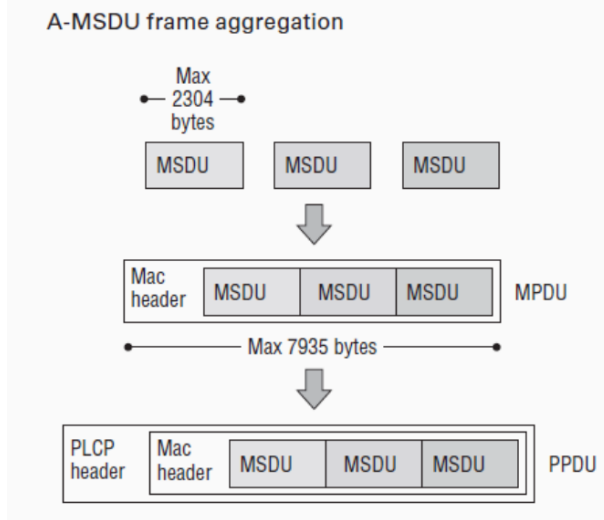 A-MSDU frame aggregation
Max
2304
bytes
MSDU MSDU MSDU
Mac
header
MSDU MSDU MSDU
MPDU
Max 7935 bytes
PLCP
header
Mac
header
MSDU MSDU MSDU
PPDU